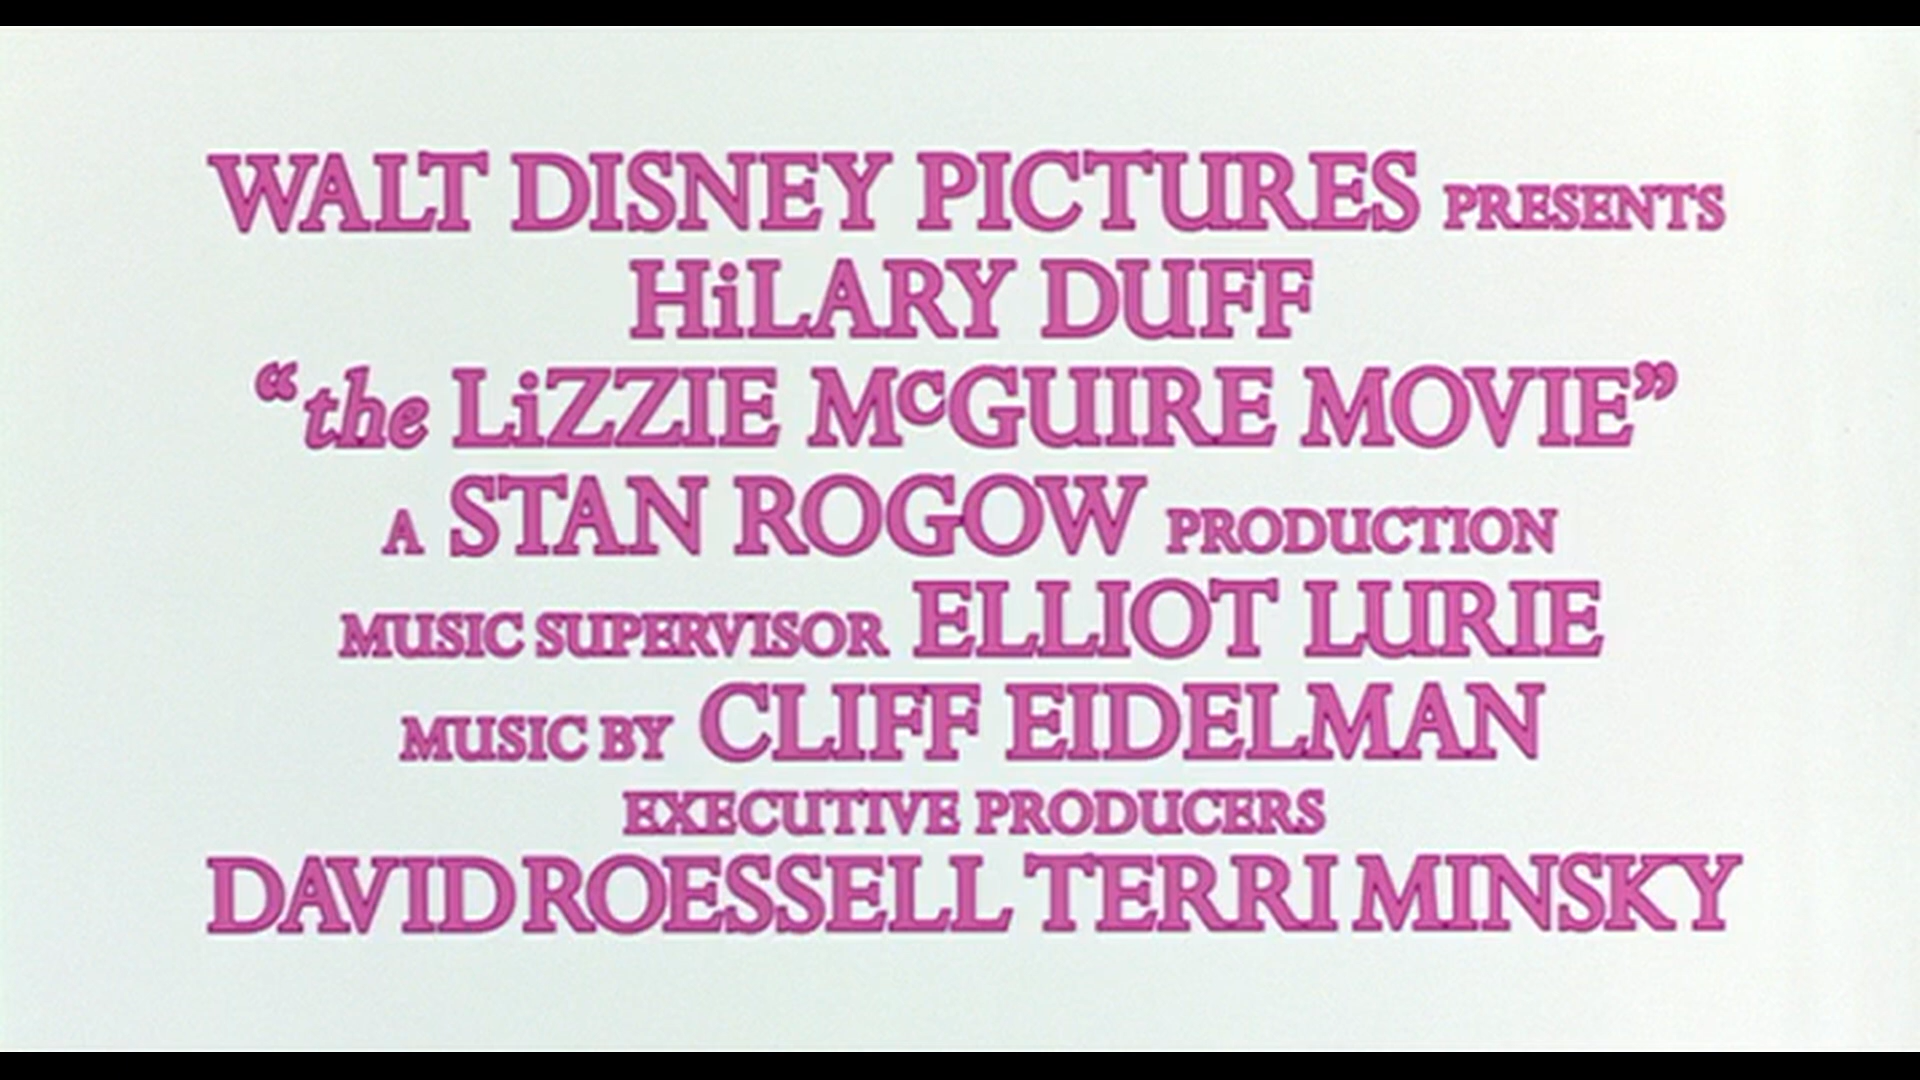 WALT DISNEY PICTURES PRESENTS
HiLARY DUFF
“the LiZZIE McGUIRE MOVIE”
A STAN ROGOW PRODUCTION
MUSIC SUPERVISOR ELLIOT LURIE
MUSIC BY CLIFF EIDELMAN
EXECUTIVE PRODUCERS
DAVID ROESSELL TERRI MINSKY